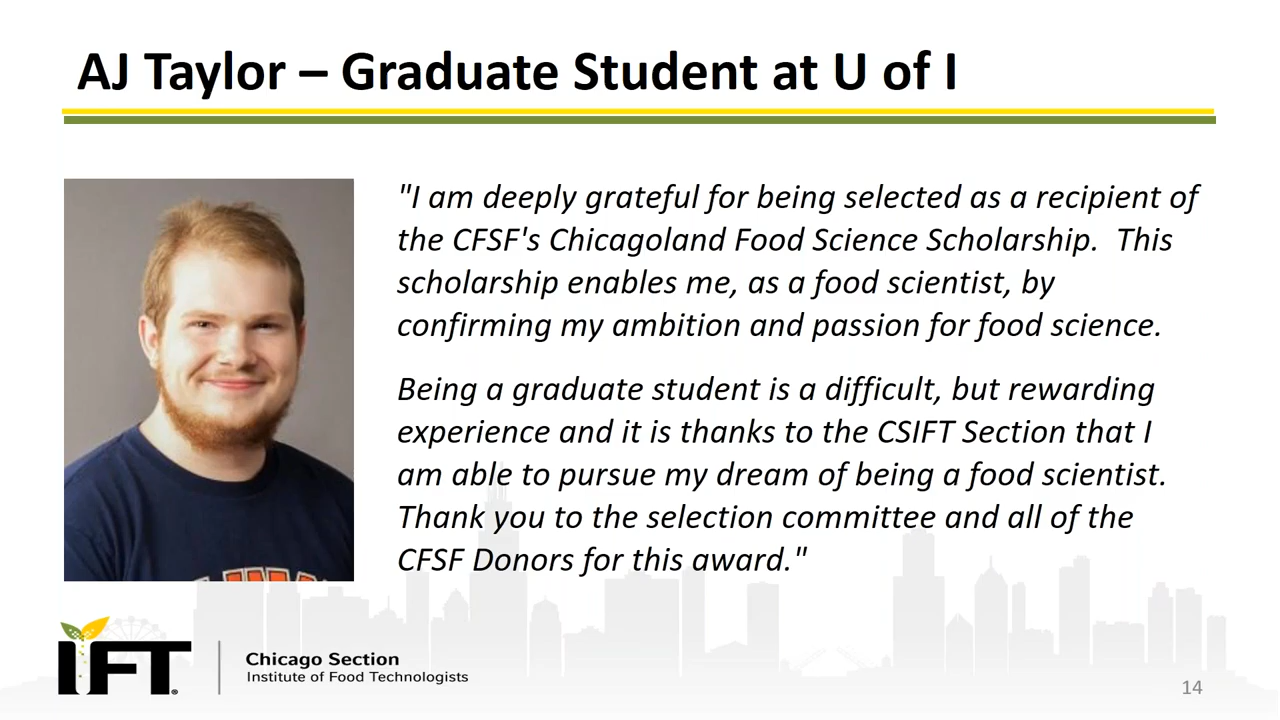 AJ Taylor – Graduate Student at U of I
"I am deeply grateful for being selected as a recipient of
the CFSF's Chicagoland Food Science Scholarship.  This
scholarship enables me, as a food scientist, by
confirming my ambition and passion for food science.
Being a graduate student is a difficult, but rewarding
experience and it is thanks to the CSIFT Section that I
am able to pursue my dream of being a food scientist.
Thank you to the selection committee and all of the
CFSF Donors for this award."
IFT®
Chicago Section
Institute of Food Technologists
14